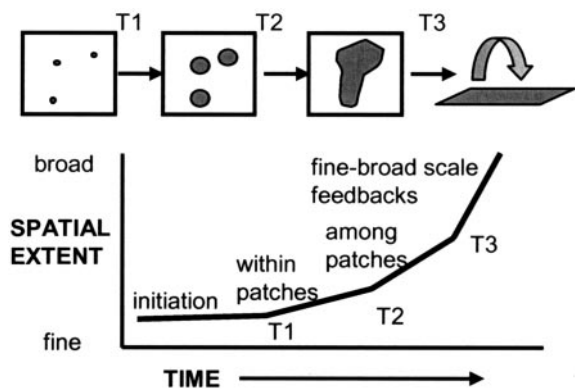 T1 T2 T3
broad
fine-broad scale
feedbacks
SPATIAL
EXTENT
among
patches
T3
within
patches
initiation
T2
T1
fine
TIME